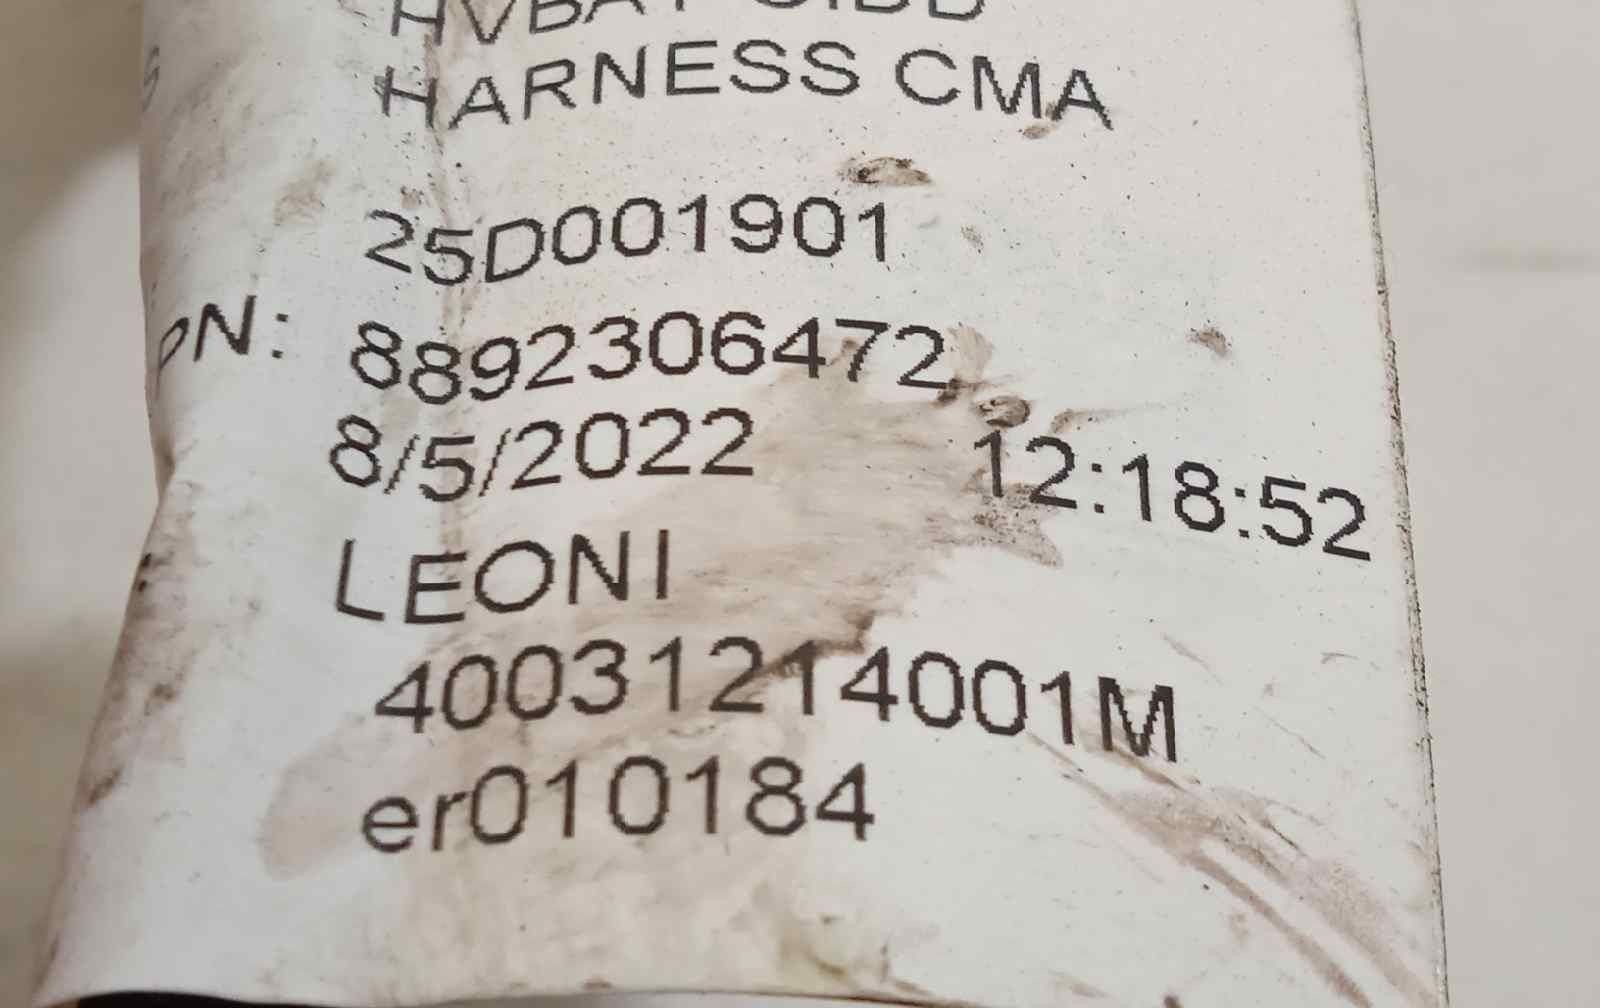 HARNESS CMA
25D001901
PN: 8892306472
8/5/2022 12:18:52
LEONI
40031214001M
er010184